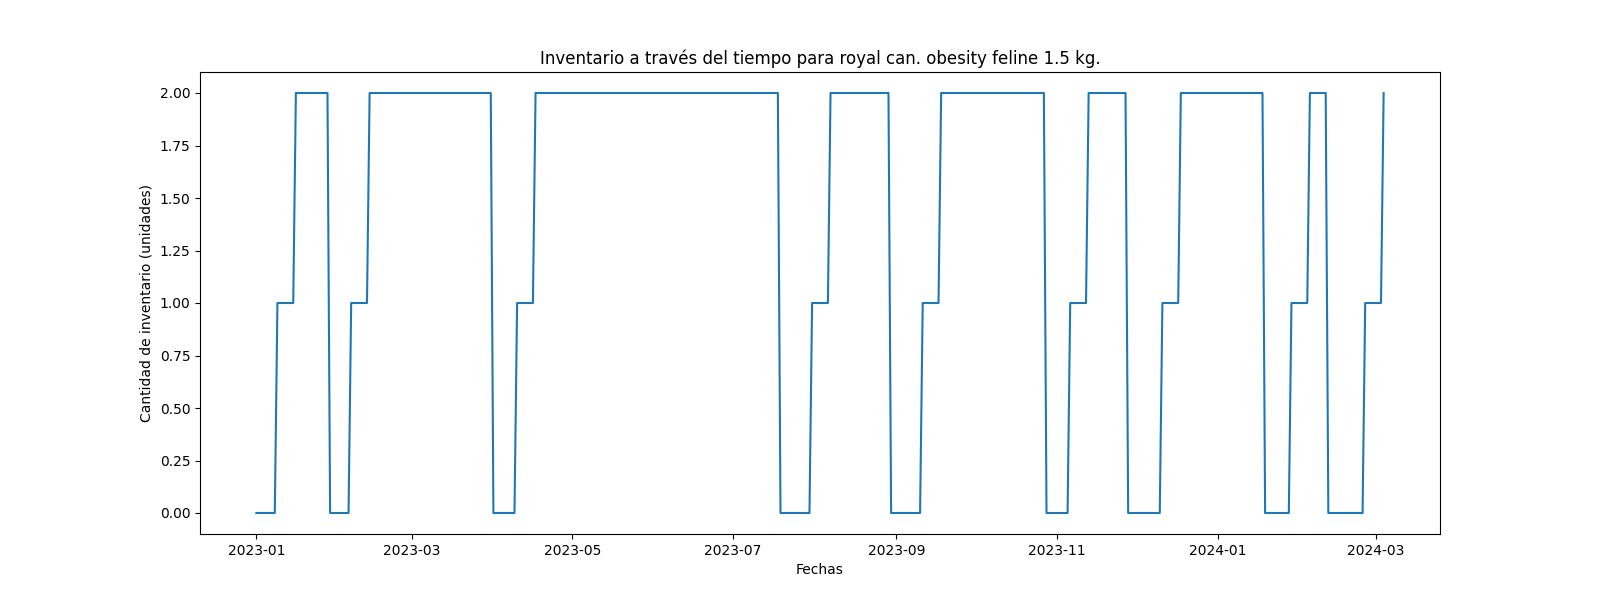 Inventario a través del tiempo para royal can. obesity feline 1.5 kg.
Cantidad de inventario (unidades)
2.00
1.75
1.50
1.25
1.00
0.75
0.50
0.25
0.00
2023-01 2023-03 2023-05 2023-07 2023-09 2023-11 2024-01 2024-03
Fechas